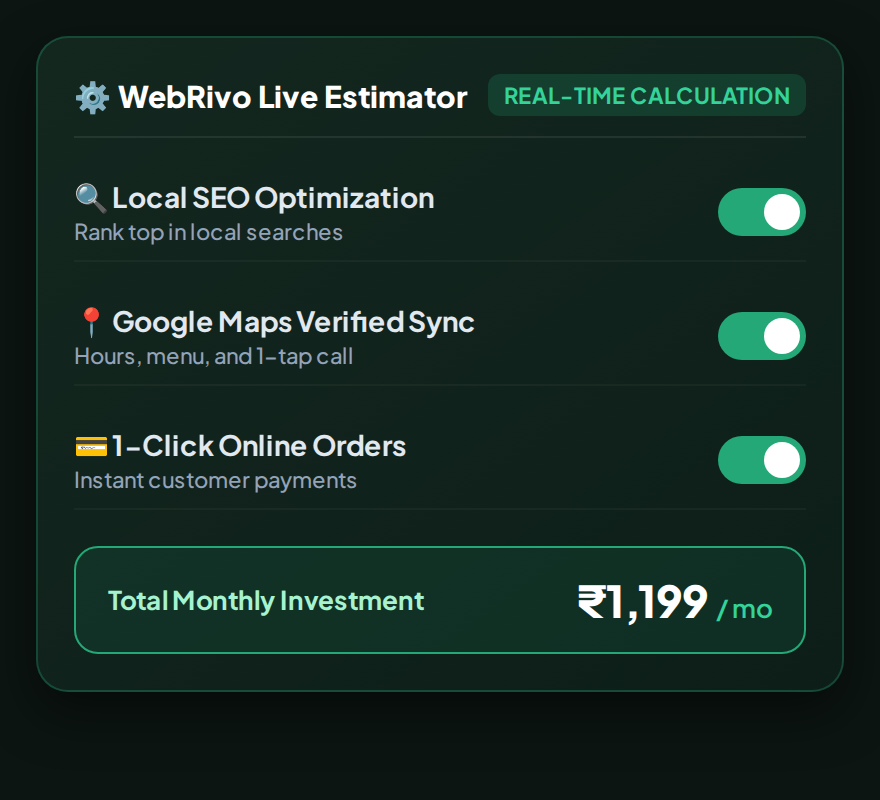 ⚙️ WebRivo Live Estimator REAL-TIME CALCULATION
🔍 Local SEO Optimization
Rank top in local searches
📍 Google Maps Verified Sync
Hours, menu, and 1-tap call
💳 1-Click Online Orders
Instant customer payments
Total Monthly Investment ₹1,199 / mo